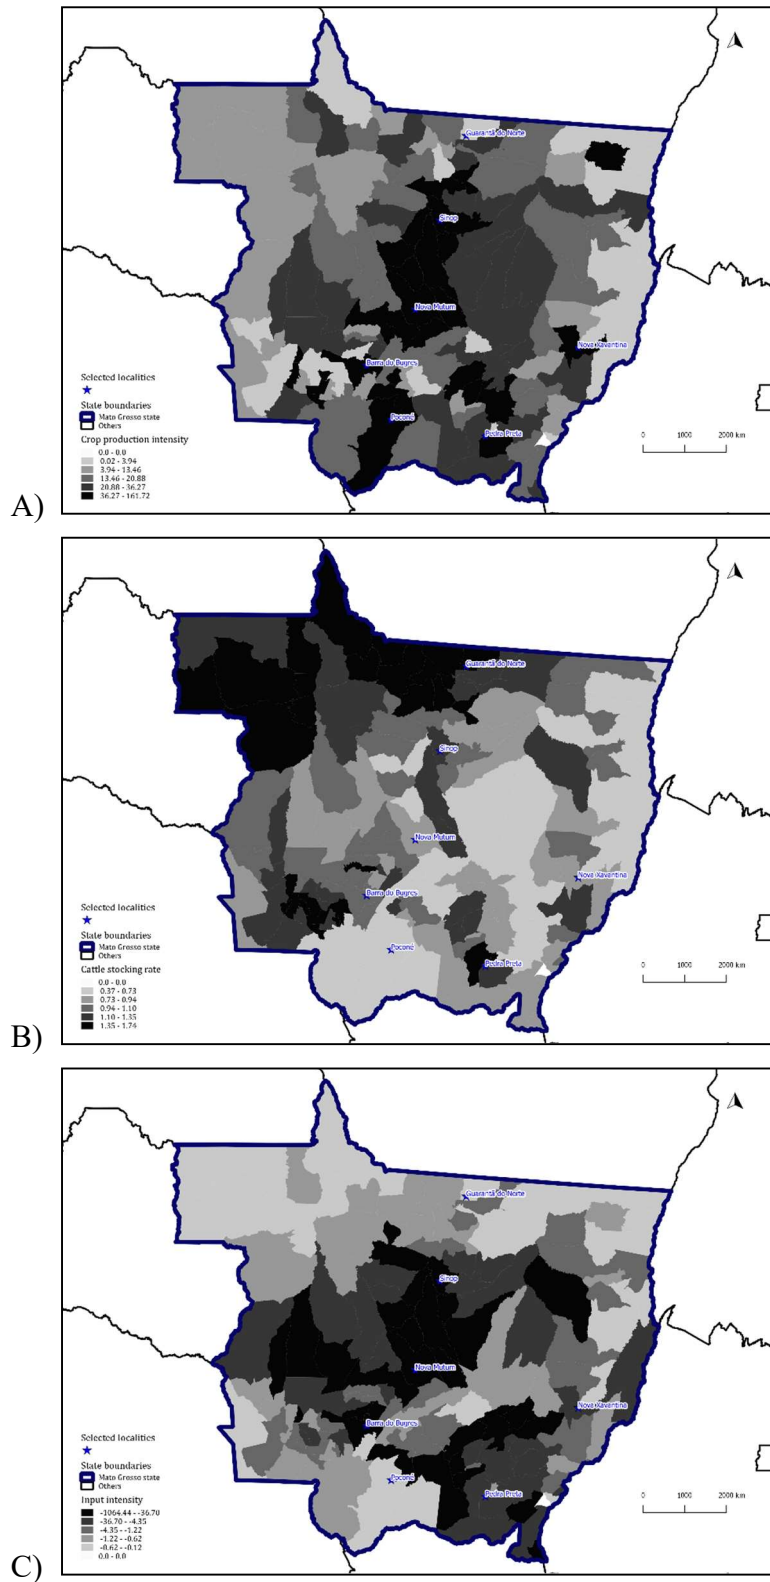 Guarantã do Norte
Sinop
Nova Mutum
Nova Xavantina
Barra do Bugres
Selected localities
State boundaries
Mato Grosso state
Others
Poconé
Pedra Preta
Crop production intensity
0.0 - 0.0
0.02 - 3.94
3.94 - 13.46
13.46 - 20.88
20.88 - 36.27
36.27 - 161.72
0 1000 2000 km
A)
Guarantã do Norte
Sinop
Nova Mutum
Nova Xavantina
Barra do Bugres
Selected localities
State boundaries
Mato Grosso state
Others
Poconé
Pedra Preta
Cattle stocking rate
0.0 - 0.0
0.37 - 0.73
0.73 - 0.94
0.94 - 1.10
1.10 - 1.35
1.35 - 1.74
0 1000 2000 km
B)
Guarantã do Norte
Sinop
Nova Mutum
Nova Xavantina
Barra do Bugres
Selected localities
State boundaries
Mato Grosso state
Others
Poconé
Pedra Preta
Input intensity
-1064.44 - -36.70
-36.70 - -4.35
-4.35 - -1.22
-1.22 - -0.62
-0.62 - -0.12
0.0 - 0.0
0 1000 2000 km
C)